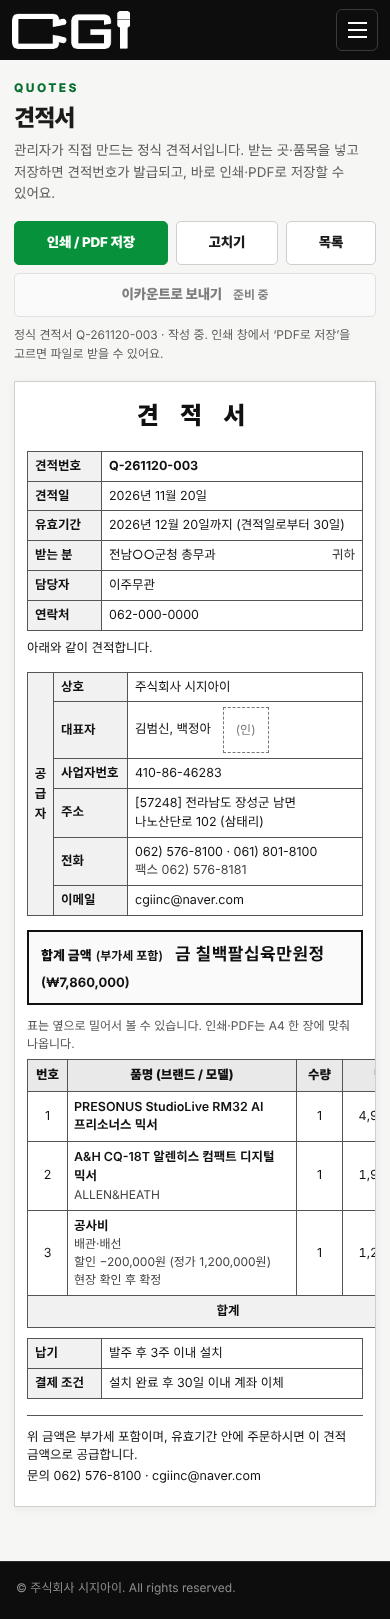 CGI
QUOTES
견적서
관리자가 직접 만드는 정식 견적서입니다. 받는 곳·품목을 넣고
저장하면 견적번호가 발급되고, 바로 인쇄·PDF로 저장할 수
있어요.
인쇄 / PDF 저장 고치기 목록
이카운트로 보내기 준비 중
정식 견적서 Q-261120-003 · 작성 중. 인쇄 창에서 ‘PDF로 저장’을
고르면 파일로 받을 수 있어요.
견 적 서
견적번호 Q-261120-003
견적일 2026년 11월 20일
유효기간 2026년 12월 20일까지 (견적일로부터 30일)
받는 분 전남○○군청 총무과 귀하
담당자 이주무관
연락처 062-000-0000
아래와 같이 견적합니다.
공급자
상호 주식회사 시지아이
대표자 김범신, 백정아 (인)
사업자번호 410-86-46283
주소 [57248] 전라남도 장성군 남면
나노산단로 102 (삼태리)
전화 062) 576-8100 · 061) 801-8100
팩스 062) 576-8181
이메일 cgiinc@naver.com
합계 금액 (부가세 포함) 금 칠백팔십육만원정
(₩7,860,000)
표는 옆으로 밀어서 볼 수 있습니다. 인쇄·PDF는 A4 한 장에 맞춰
나옵니다.
번호 품명 (브랜드 / 모델) 수량
1 PRESONUS StudioLive RM32 AI 1 4,9
프리소너스 믹서
2 A&H CQ-18T 알렌히스 컴팩트 디지털 1 1,9
믹서
ALLEN&HEATH
3 공사비 1 1,2
배관·배선
할인 −200,000원 (정가 1,200,000원)
현장 확인 후 확정
합계
납기 발주 후 3주 이내 설치
결제 조건 설치 완료 후 30일 이내 계좌 이체
위 금액은 부가세 포함이며, 유효기간 안에 주문하시면 이 견적
금액으로 공급합니다.
문의 062) 576-8100 · cgiinc@naver.com
© 주식회사 시지아이. All rights reserved.